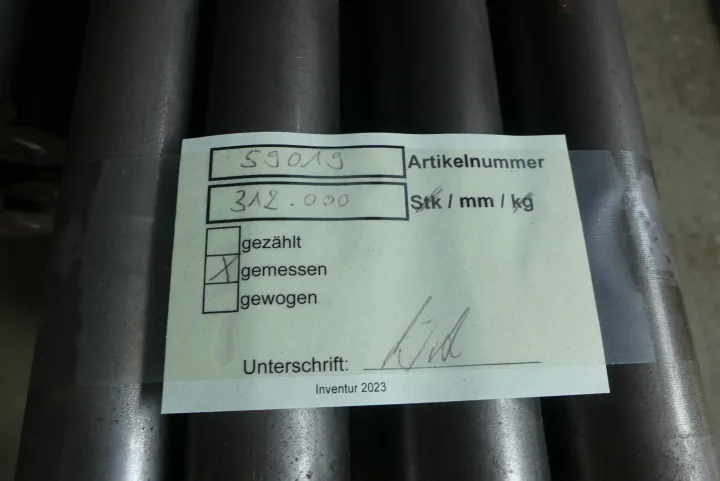 59019 Artikelnummer
312.000 Stk / mm / kg
gezählt
X gemessen
gewogen
Unterschrift:
Inventur 2023